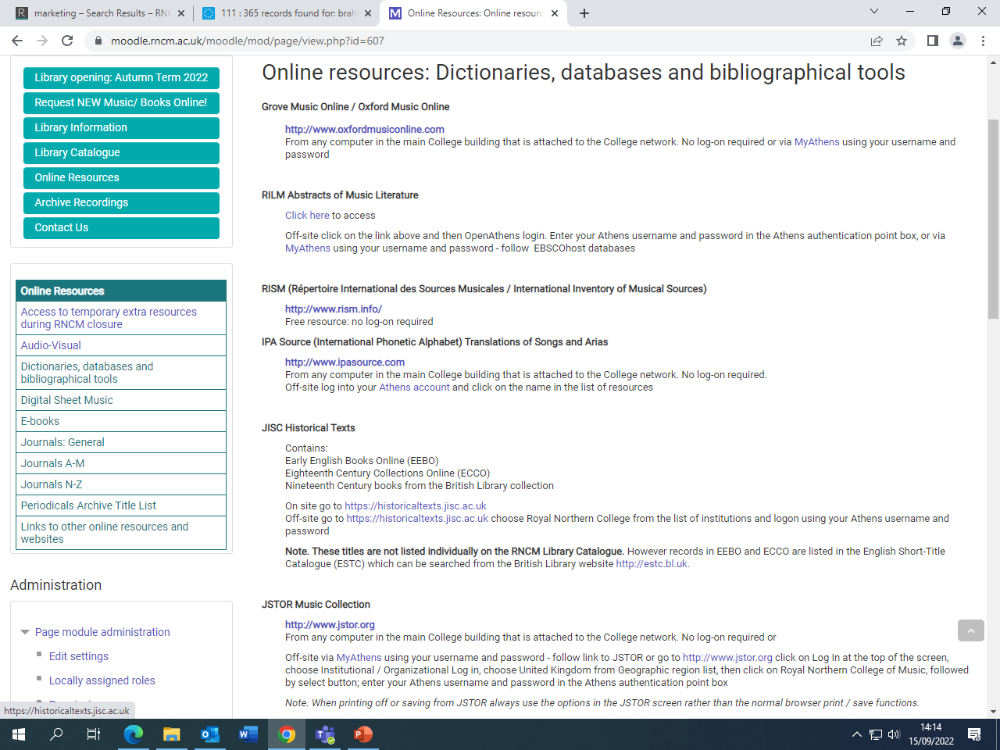 marketing – Search Results – RNC
111 : 365 records found for: brah
Online Resources: Online resourc
moodle.rncm.ac.uk/moodle/mod/page/view.php?id=607
Library opening: Autumn Term 2022
Request NEW Music/ Books Online!
Library Information
Library Catalogue
Online Resources
Archive Recordings
Contact Us
Online Resources
Access to temporary extra resources
during RNCM closure
Audio-Visual
Dictionaries, databases and
bibliographical tools
Digital Sheet Music
E-books
Journals: General
Journals A-M
Journals N-Z
Periodicals Archive Title List
Links to other online resources and
websites
Administration
Page module administration
Edit settings
Locally assigned roles
https://historicaltexts.jisc.ac.uk
Online resources: Dictionaries, databases and bibliographical tools
Grove Music Online / Oxford Music Online
http://www.oxfordmusiconline.com
From any computer in the main College building that is attached to the College network. No log-on required or via MyAthens using your username and
password
RILM Abstracts of Music Literature
Click here to access
Off-site click on the link above and then OpenAthens login. Enter your Athens username and password in the Athens authentication point box, or via
MyAthens using your username and password - follow EBSCOhost databases
RISM (Répertoire International des Sources Musicales / International Inventory of Musical Sources)
http://www.rism.info/
Free resource: no log-on required
IPA Source (International Phonetic Alphabet) Translations of Songs and Arias
http://www.ipasource.com
From any computer in the main College building that is attached to the College network. No log-on required.
Off-site log into your Athens account and click on the name in the list of resources
JISC Historical Texts
Contains:
Early English Books Online (EEBO)
Eighteenth Century Collections Online (ECCO)
Nineteenth Century books from the British Library collection
On site go to https://historicaltexts.jisc.ac.uk
Off-site go to https://historicaltexts.jisc.ac.uk choose Royal Northern College from the list of institutions and logon using your Athens username and
password
Note. These titles are not listed individually on the RNCM Library Catalogue. However records in EEBO and ECCO are listed in the English Short-Title
Catalogue (ESTC) which can be searched from the British Library website http://estc.bl.uk.
JSTOR Music Collection
http://www.jstor.org
From any computer in the main College building that is attached to the College network. No log-on required or
Off-site via MyAthens using your username and password - follow link to JSTOR or go to http://www.jstor.org click on Log In at the top of the screen,
choose Institutional / Organizational Log in, choose United Kingdom from Geographic region list, then click on Royal Northern College of Music, followed
by select button; enter your Athens username and password in the Athens authentication point box
Note. When printing off or saving from JSTOR always use the options in the JSTOR screen rather than the normal browser print / save functions.
14:14
15/09/2022